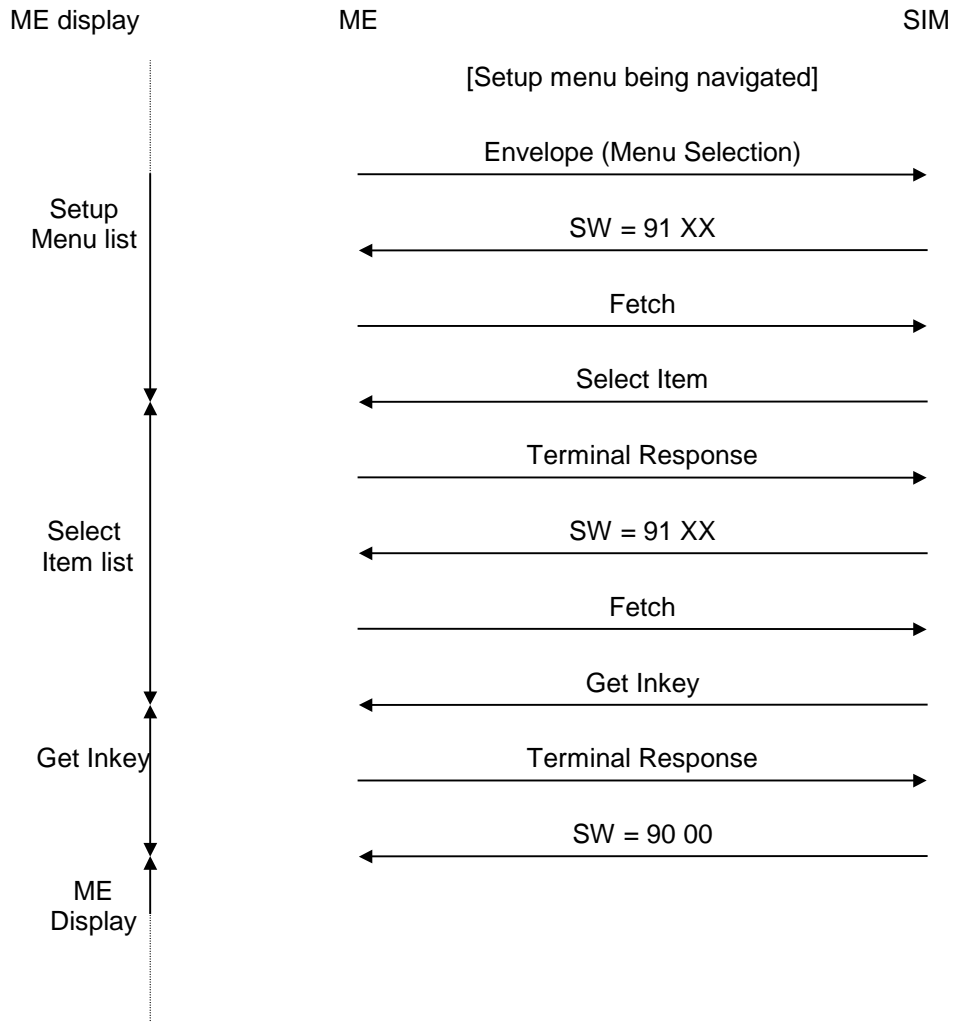 ME display ME SIM
[Setup menu being navigated]
Envelope (Menu Selection)
Setup
Menu list
SW = 91 XX
Fetch
Select Item
Terminal Response
Select
Item list
SW = 91 XX
Fetch
Get Inkey
Get Inkey
Terminal Response
SW = 90 00
ME
Display